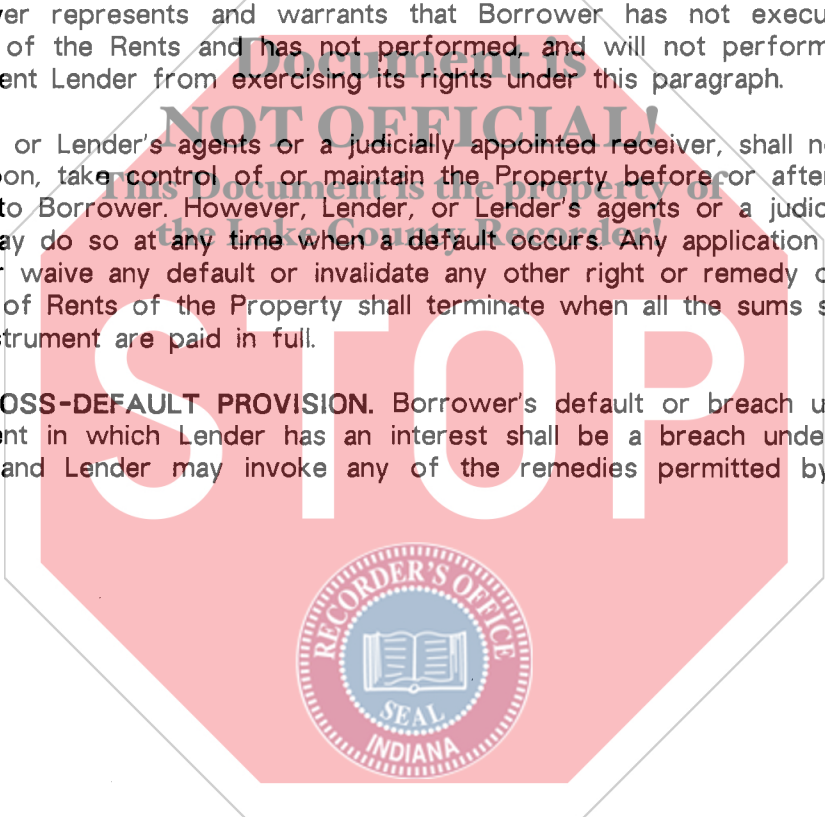 ver represents and warrants that Borrower has not execu
of the Rents and has not performed, and will not perform
Document is
ent Lender from exercising its rights under this paragraph.
NOT OFFICIAL!
or Lender's agents or a judicially appointed receiver, shall n
on, take control of or maintain the Property before or after
This Document is the property of
to Borrower. However, Lender, or Lender's agents or a judic
the Lake County Recorder!
ay do so at any time when a default occurs. Any application
r waive any default or invalidate any other right or remedy o
of Rents of the Property shall terminate when all the sums s
trument are paid in full.
STOP
OSS-DEFAULT PROVISION. Borrower's default or breach u
nt in which Lender has an interest shall be a breach unde
and Lender may invoke any of the remedies permitted by
RECORDER'S OFFICE
SEAL
INDIANA